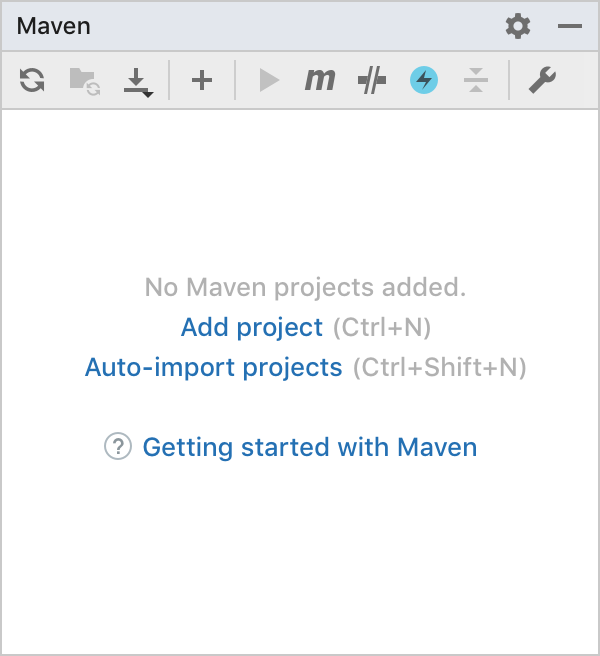 Maven
m
No Maven projects added.
Add project (Ctrl+N)
Auto-import projects (Ctrl+Shift+N)
? Getting started with Maven